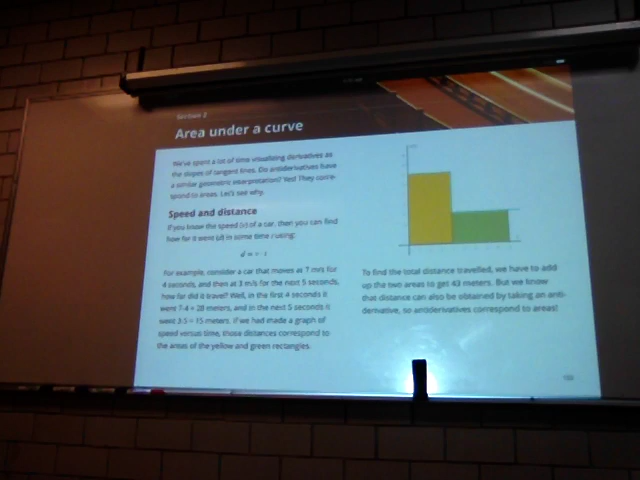 Section 2
Area under a curve
We've spent a lot of time visualizing derivatives as
the slopes of tangent lines. Do antiderivatives have
a similar geometric interpretation? Yes! They corre-
spond to areas. Let's see why.
Speed and distance
If you know the speed (v) of a car, then you can find
how far it went (d) in some time t using:
d = v · t
For example, consider a car that moves at 7 m/s for
4 seconds, and then at 3 m/s for the next 5 seconds,
how far did it travel? Well, in the first 4 seconds it
went 7·4 = 28 meters, and in the next 5 seconds it
went 3·5 = 15 meters. If we had made a graph of
speed versus time, those distances correspond to
the areas of the yellow and green rectangles.
To find the total distance travelled, we have to add
up the two areas to get 43 meters. But we know
that distance can also be obtained by taking an anti-
derivative, so antiderivatives correspond to areas!